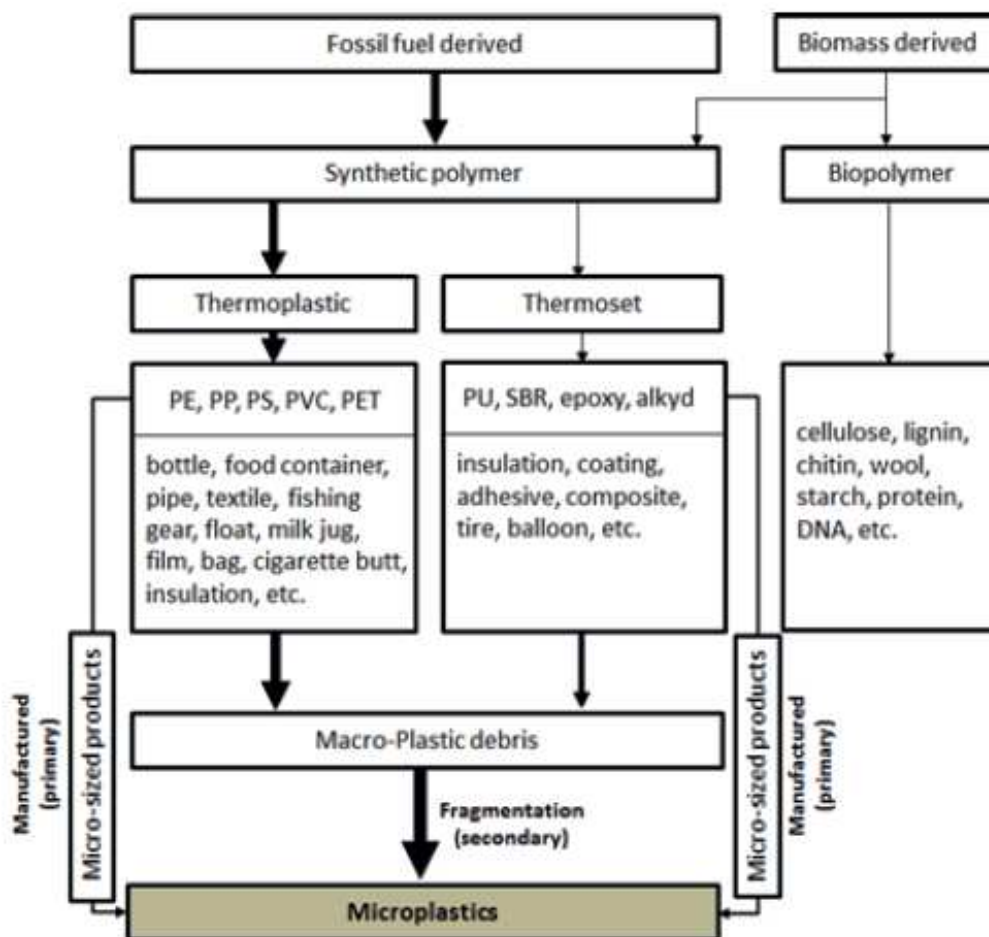 Fossil fuel derived
Biomass derived
Synthetic polymer
Biopolymer
Thermoplastic
Thermoset
PE, PP, PS, PVC, PET
bottle, food container,
pipe, textile, fishing
gear, float, milk jug,
film, bag, cigarette butt,
insulation, etc.
PU, SBR, epoxy, alkyd
insulation, coating,
adhesive, composite,
tire, balloon, etc.
cellulose, lignin,
chitin, wool,
starch, protein,
DNA, etc.
Manufactured
(primary)
Micro-sized products
Macro-Plastic debris
Fragmentation
(secondary)
Micro-sized products
Manufactured
(primary)
Microplastics